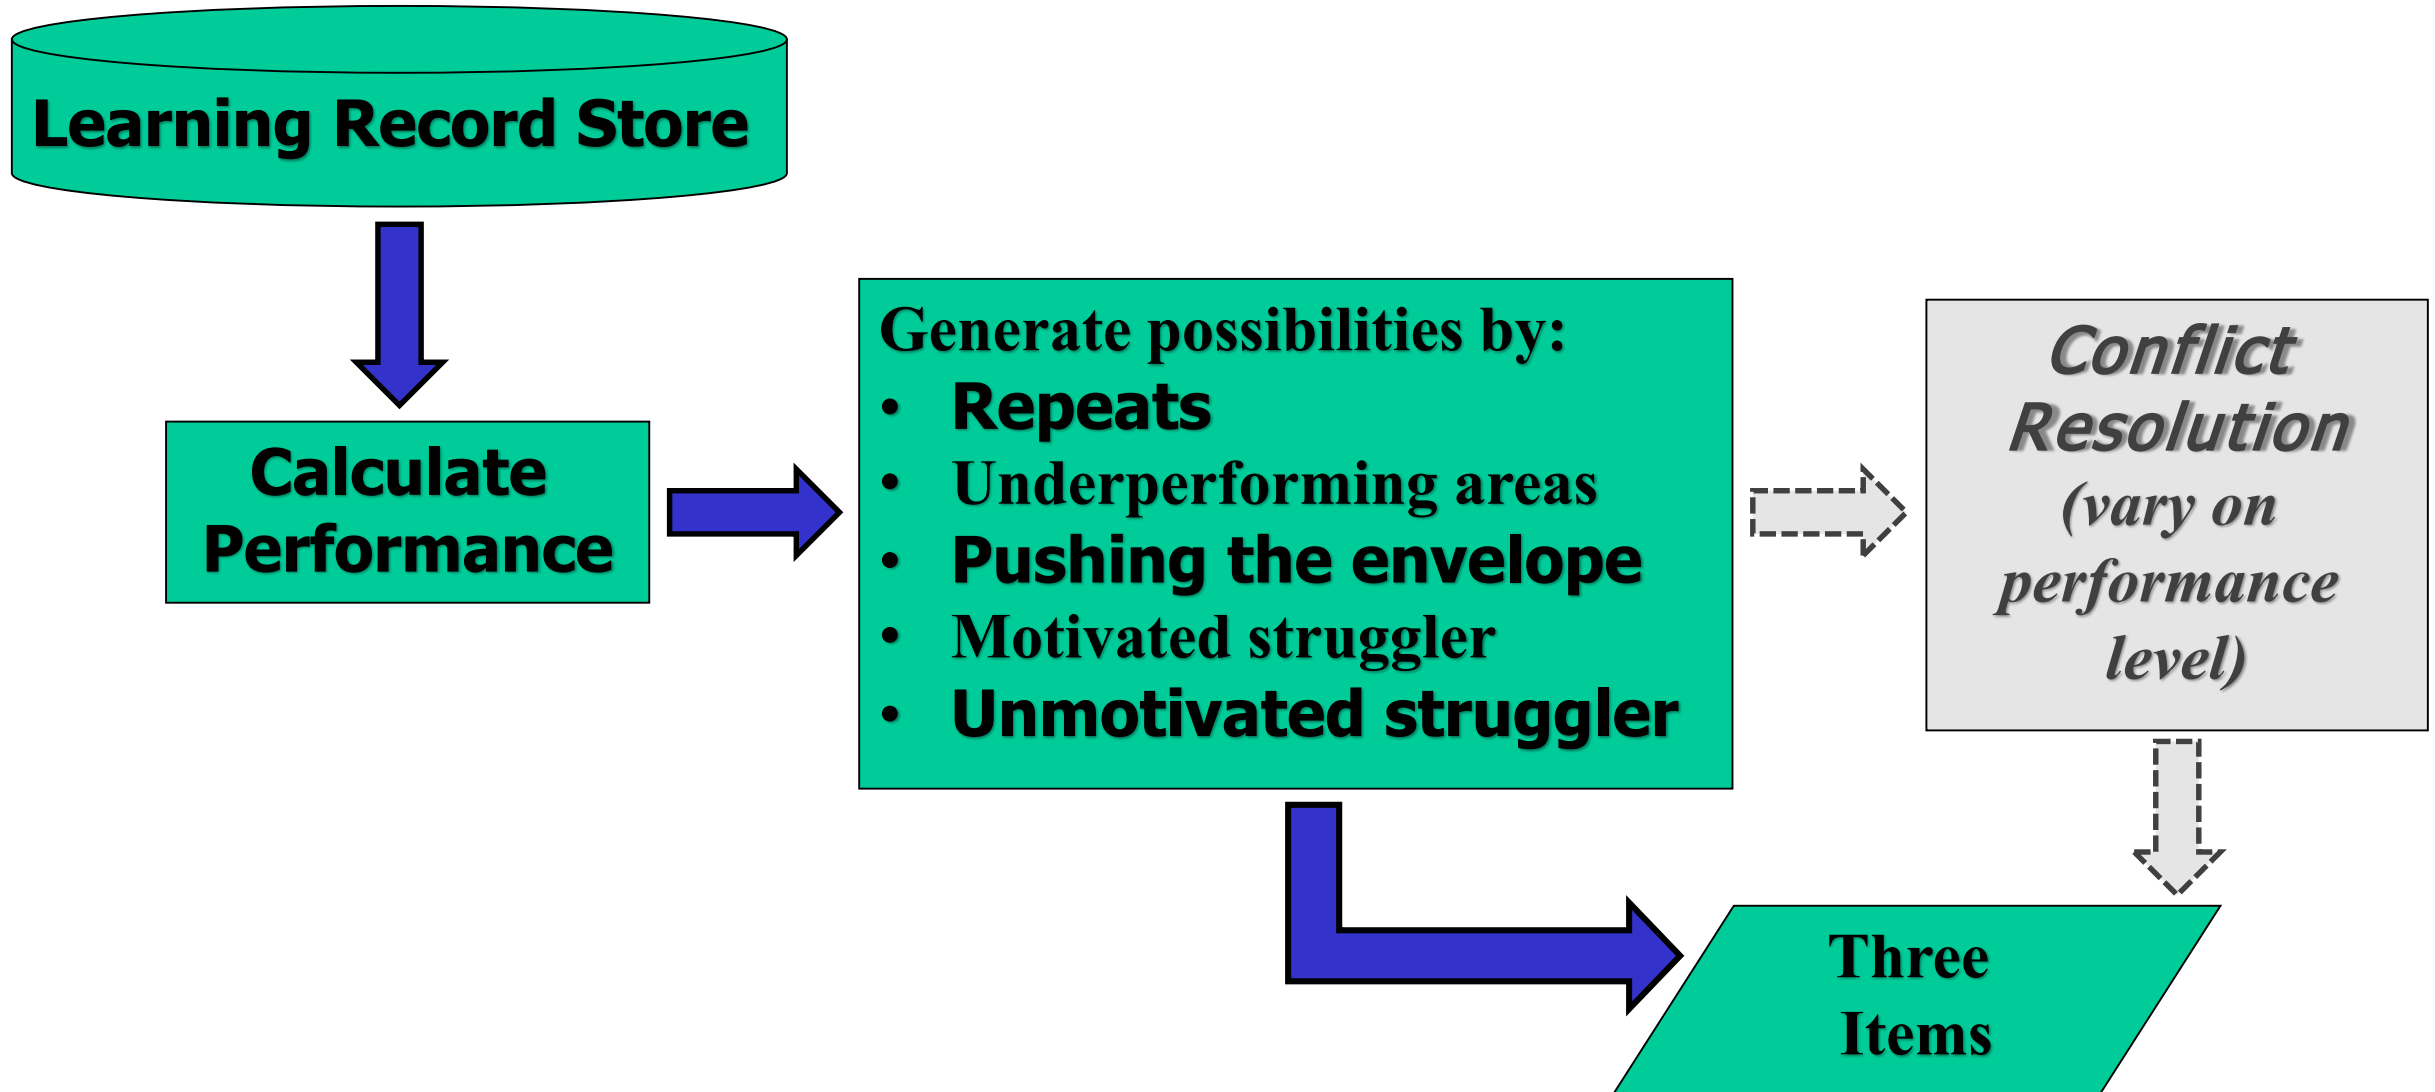 Learning Record Store
Calculate
Performance
Generate possibilities by:
• Repeats
• Underperforming areas
• Pushing the envelope
• Motivated struggler
• Unmotivated struggler
Conflict
Resolution
(vary on
performance
level)
Three
Items